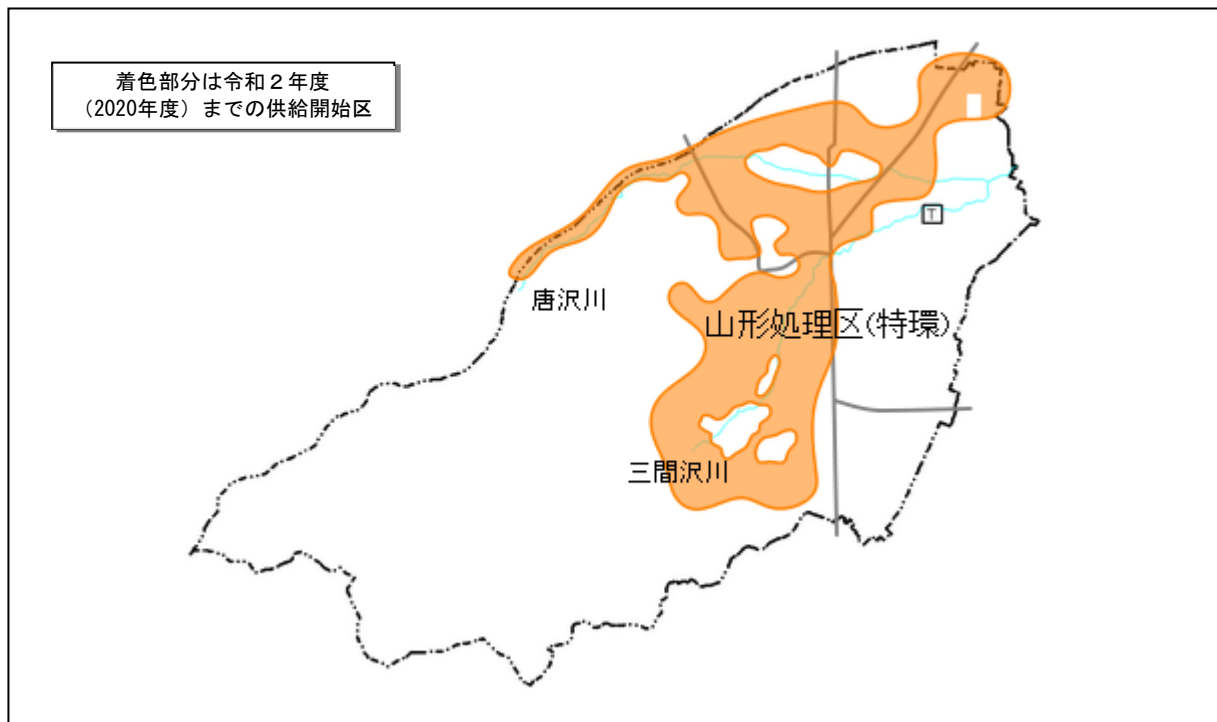 着色部分は令和２年度
（2020年度）までの供給開始区
唐沢川
山形処理区(特環)
三間沢川
T